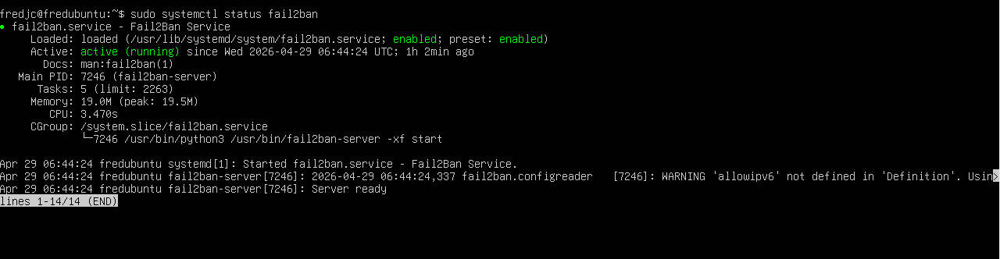 fredjc@fredubuntu:~$ sudo systemctl status fail2ban
● fail2ban.service - Fail2Ban Service
     Loaded: loaded (/usr/lib/systemd/system/fail2ban.service; enabled; preset: enabled)
     Active: active (running) since Wed 2026-04-29 06:44:24 UTC; 1h 2min ago
       Docs: man:fail2ban(1)
   Main PID: 7246 (fail2ban-server)
      Tasks: 5 (limit: 2263)
     Memory: 19.0M (peak: 19.5M)
        CPU: 3.470s
     CGroup: /system.slice/fail2ban.service
             └─7246 /usr/bin/python3 /usr/bin/fail2ban-server -xf start
Apr 29 06:44:24 fredubuntu systemd[1]: Started fail2ban.service - Fail2Ban Service.
Apr 29 06:44:24 fredubuntu fail2ban-server[7246]: 2026-04-29 06:44:24,337 fail2ban.configreader   [7246]: WARNING 'allowipv6' not defined in 'Definition'. Usin>
Apr 29 06:44:24 fredubuntu fail2ban-server[7246]: Server ready
lines 1-14/14 (END)